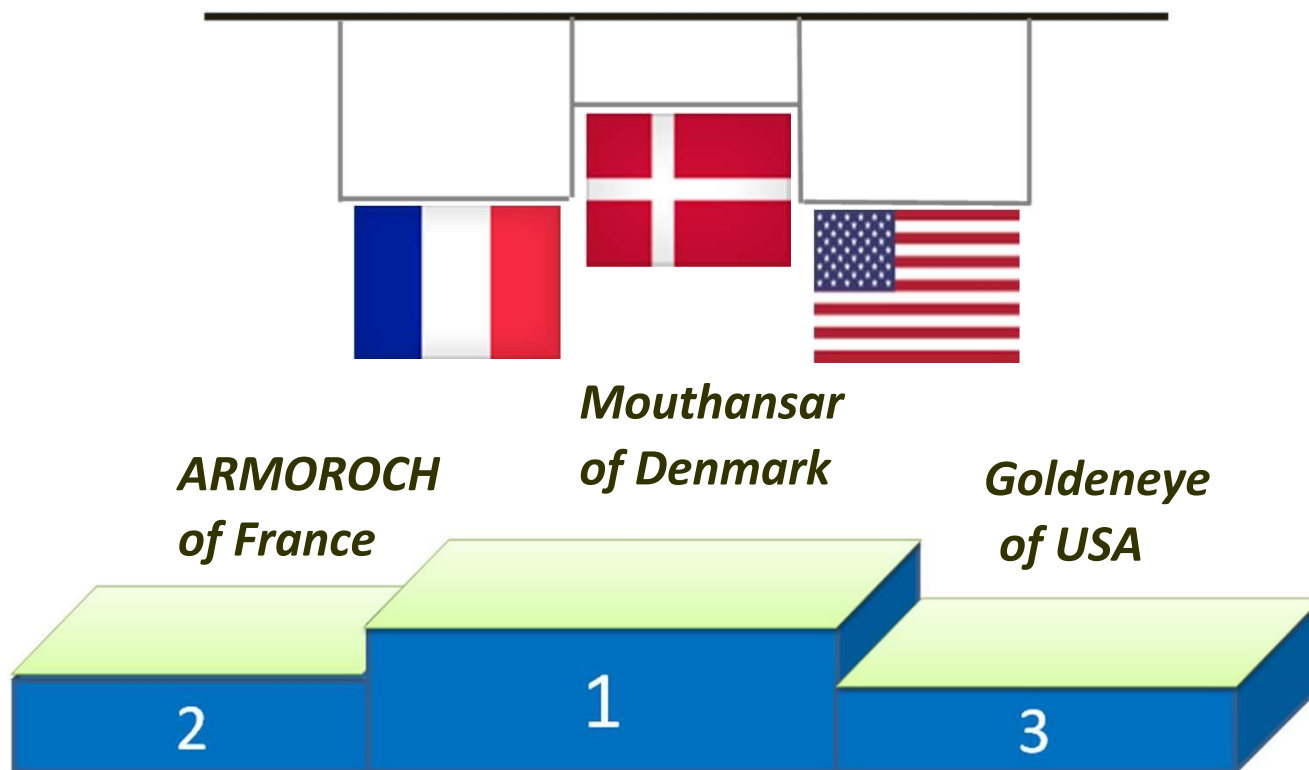 Mouthansar
of Denmark
ARMOROCH
of France
Goldeneye
of USA
2
1
3